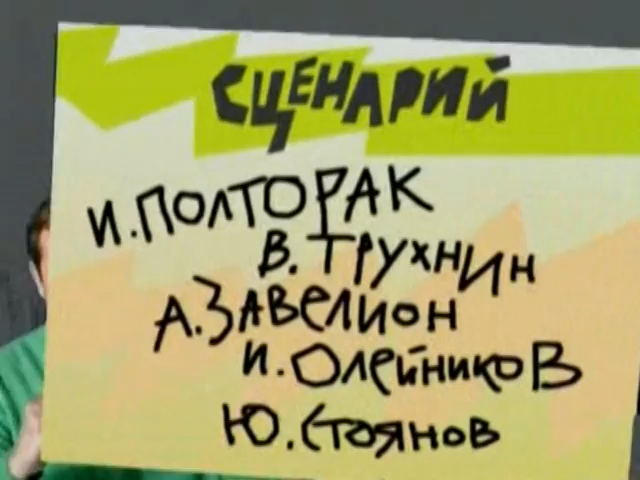 СЦЕНАРИЙ
И. ПОЛТОРАК
В. ТРУХНИН
А. ЗАВЕЛИОН
И. ОЛЕЙНИКОВ
Ю. СТОЯНОВ